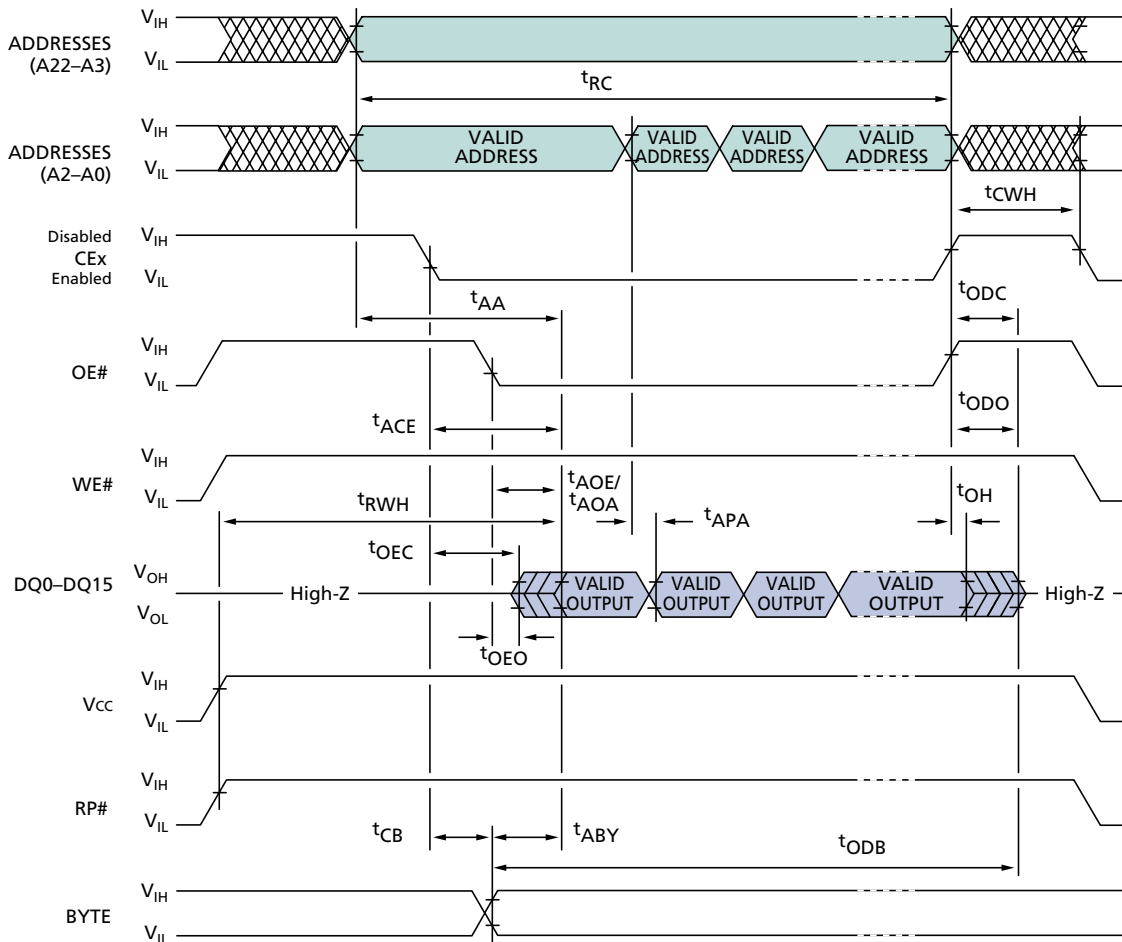 VIH
ADDRESSES
(A22–A3)
VIL
tRC
VIH
ADDRESSES
(A2–A0)
VIL
VALID
ADDRESS
VALID
ADDRESS
VALID
ADDRESS
VALID
ADDRESS
tCWH
Disabled
CEx
Enabled
VIH
VIL
tAA
tODC
VIH
OE#
VIL
tODO
tACE
VIH
WE#
VIL
tAOE/
tAOA
tRWH
tAPA
tOH
tOEC
VOH
DQ0–DQ15
VOL
High-Z
VALID
OUTPUT
VALID
OUTPUT
VALID
OUTPUT
VALID
OUTPUT
High-Z
tOEO
VIH
VCC
VIL
VIH
RP#
VIL
tCB
tABY
tODB
VIH
BYTE
VIL